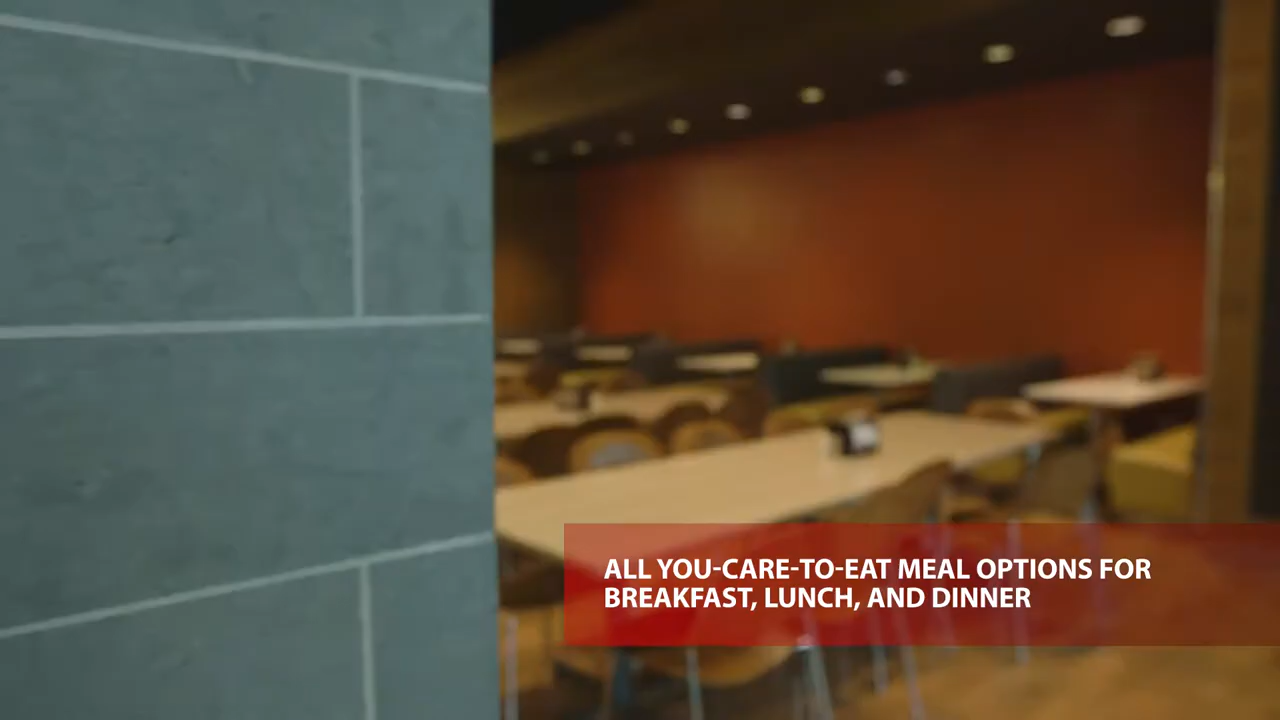 ALL YOU-CARE-TO-EAT MEAL OPTIONS FOR
BREAKFAST, LUNCH, AND DINNER